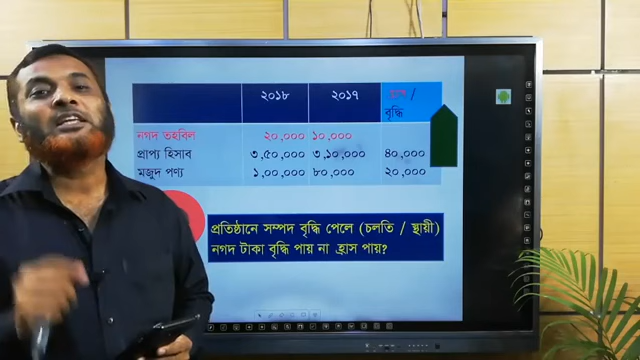 ২০১৮ ২০১৭ হ্রাস /
বৃদ্ধি
নগদ তহবিল ২০,০০০ ১০,০০০
প্রাপ্য হিসাব ৩,৫০,০০০ ৩,১০,০০০ ৪০,০০০
মজুদ পণ্য ১,০০,০০০ ৮০,০০০ ২০,০০০
প্রতিষ্ঠানে সম্পদ বৃদ্ধি পেলে (চলতি / স্থায়ী)
নগদ টাকা বৃদ্ধি পায় না হ্রাস পায়?